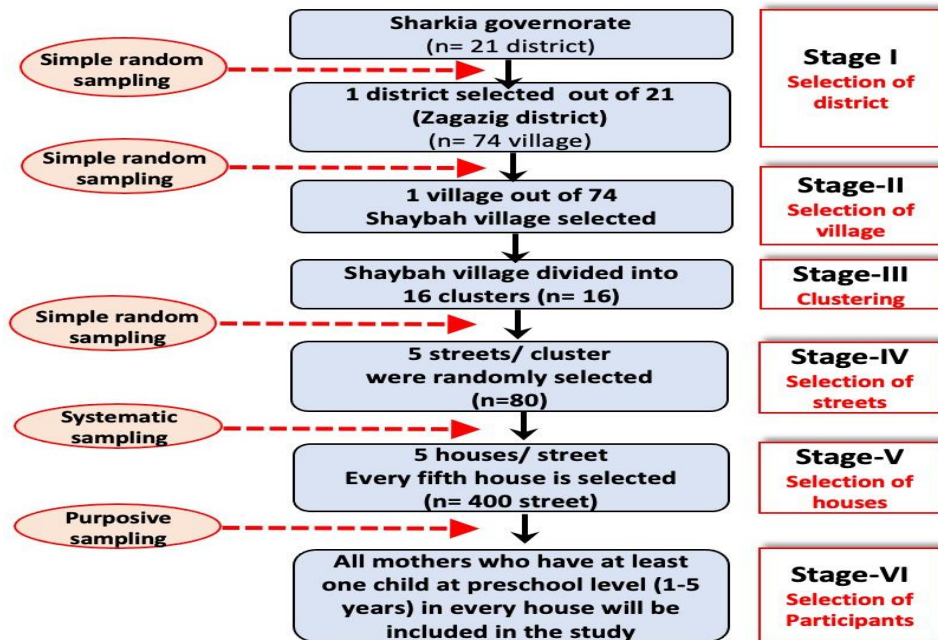 Sharkia governorate
(n= 21 district)
Stage I
Selection of
district
Simple random
sampling
1 district selected out of 21
(Zagazig district)
(n= 74 village)
Simple random
sampling
1 village out of 74
Shaybah village selected
Stage-II
Selection of
village
Shaybah village divided into
16 clusters (n= 16)
Stage-III
Clustering
Simple random
sampling
5 streets/ cluster
were randomly selected
(n=80)
Stage-IV
Selection of
streets
Systematic
sampling
5 houses/ street
Every fifth house is selected
(n= 400 street)
Stage-V
Selection of
houses
Purposive
sampling
All mothers who have at least
one child at preschool level (1-5
years) in every house will be
included in the study
Stage-VI
Selection of
Participants